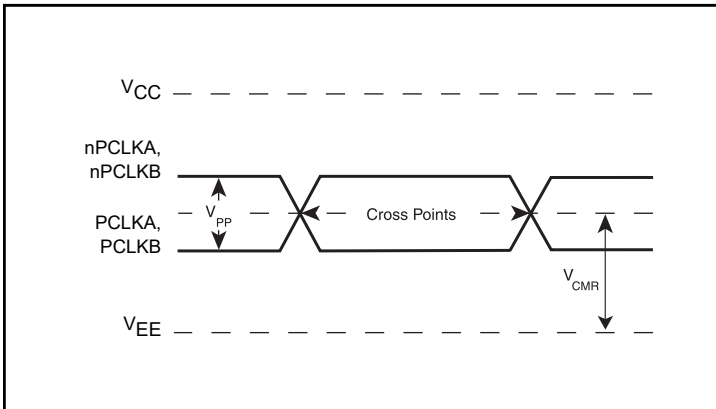 VCC
nPCLKA,
nPCLKB
VPP
Cross Points
PCLKA,
PCLKB
VCMR
VEE